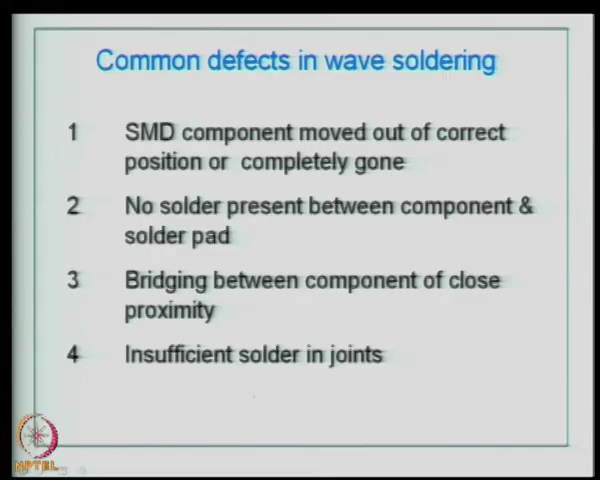 Common defects in wave soldering
1 SMD component moved out of correct
position or completely gone
2 No solder present between component &
solder pad
3 Bridging between component of close
proximity
4 Insufficient solder in joints
NPTEL